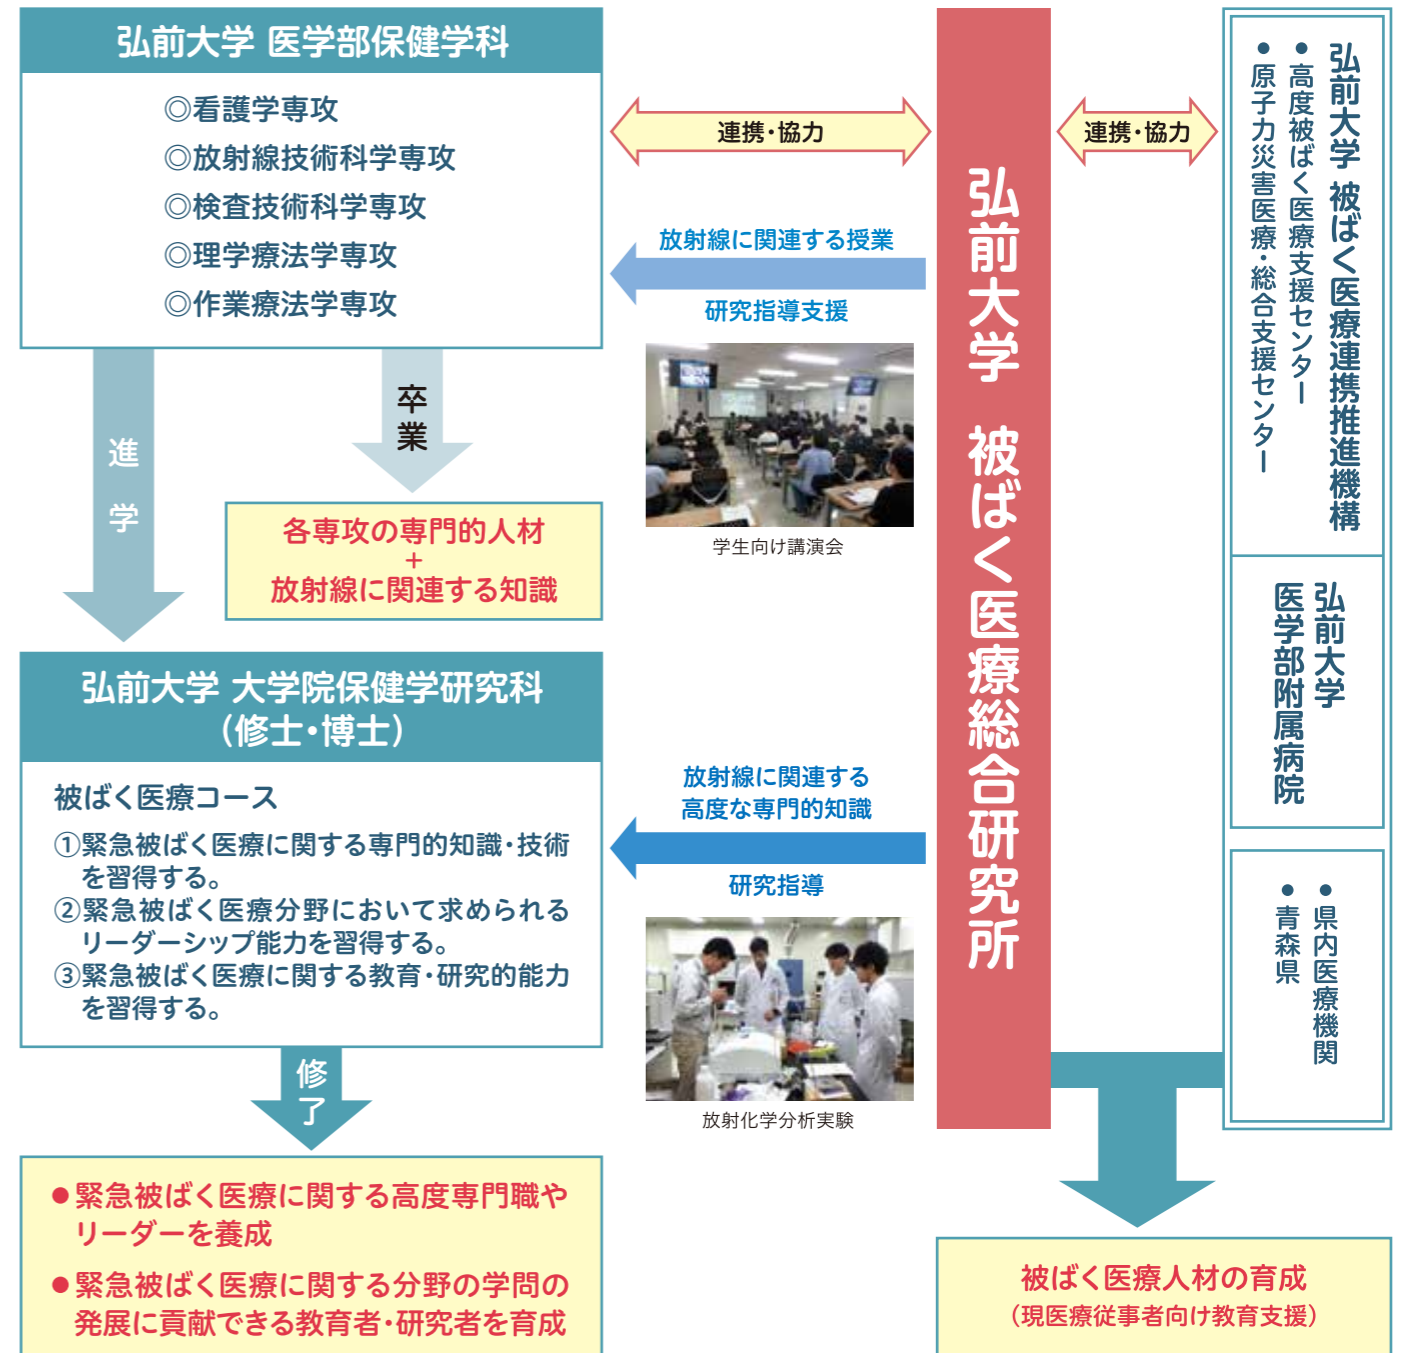 弘前大学 医学部保健学科
◎看護学専攻
◎放射線技術科学専攻
◎検査技術科学専攻
◎理学療法学専攻
◎作業療法学専攻
進学
卒業
各専攻の専門的人材
+
放射線に関連する知識
弘前大学 大学院保健学研究科
(修士・博士)
被ばく医療コース
①緊急被ばく医療に関する専門的知識・技術
を習得する。
②緊急被ばく医療分野において求められる
リーダーシップ能力を習得する。
③緊急被ばく医療に関する教育・研究的能力
を習得する。
修了
●緊急被ばく医療に関する高度専門職や
リーダーを養成
●緊急被ばく医療に関する分野の学問の
発展に貢献できる教育者・研究者を育成
連携・協力
放射線に関連する授業
研究指導支援
学生向け講演会
放射線に関連する
高度な専門的知識
研究指導
放射化学分析実験
弘前大学 被ばく医療総合研究所
連携・協力
弘前大学 被ばく医療連携推進機構
●高度被ばく医療支援センター
●原子力災害医療・総合支援センター
弘前大学
医学部附属病院
●県内医療機関
●青森県
被ばく医療人材の育成
(現医療従事者向け教育支援)